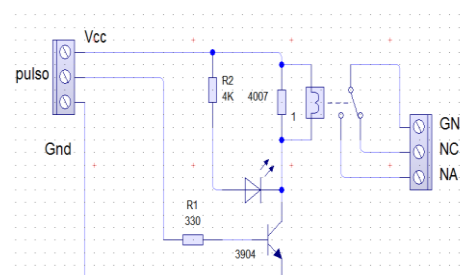 Vcc
pulso
Gnd
R2
4K
4007
1
GN
NC
NA
R1
330
3904